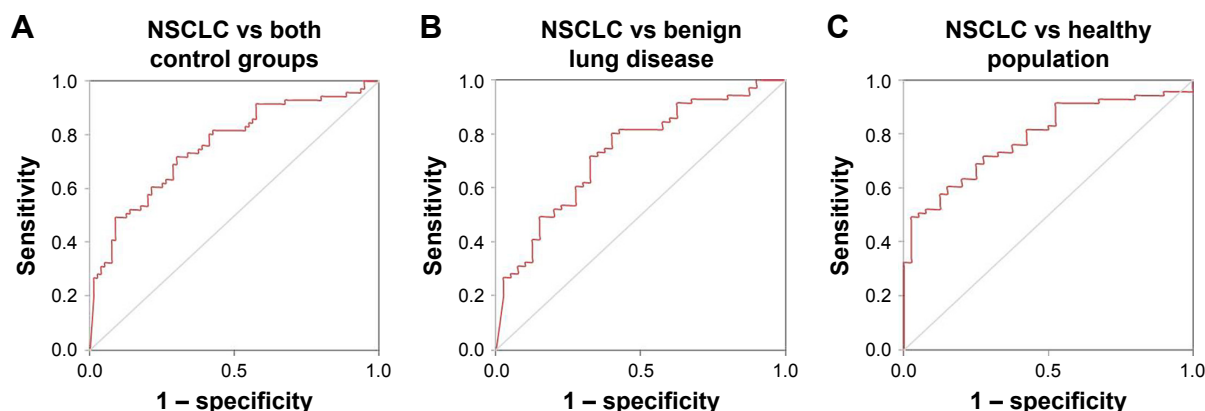 A
NSCLC vs both
control groups
1.0
0.8
0.6
0.4
0.2
0.0
Sensitivity
0.0 0.5 1.0
1 – specificity
B
NSCLC vs benign
lung disease
1.0
0.8
0.6
0.4
0.2
0.0
Sensitivity
0.0 0.5 1.0
1 – specificity
C
NSCLC vs healthy
population
1.0
0.8
0.6
0.4
0.2
0.0
Sensitivity
0.0 0.5 1.0
1 – specificity